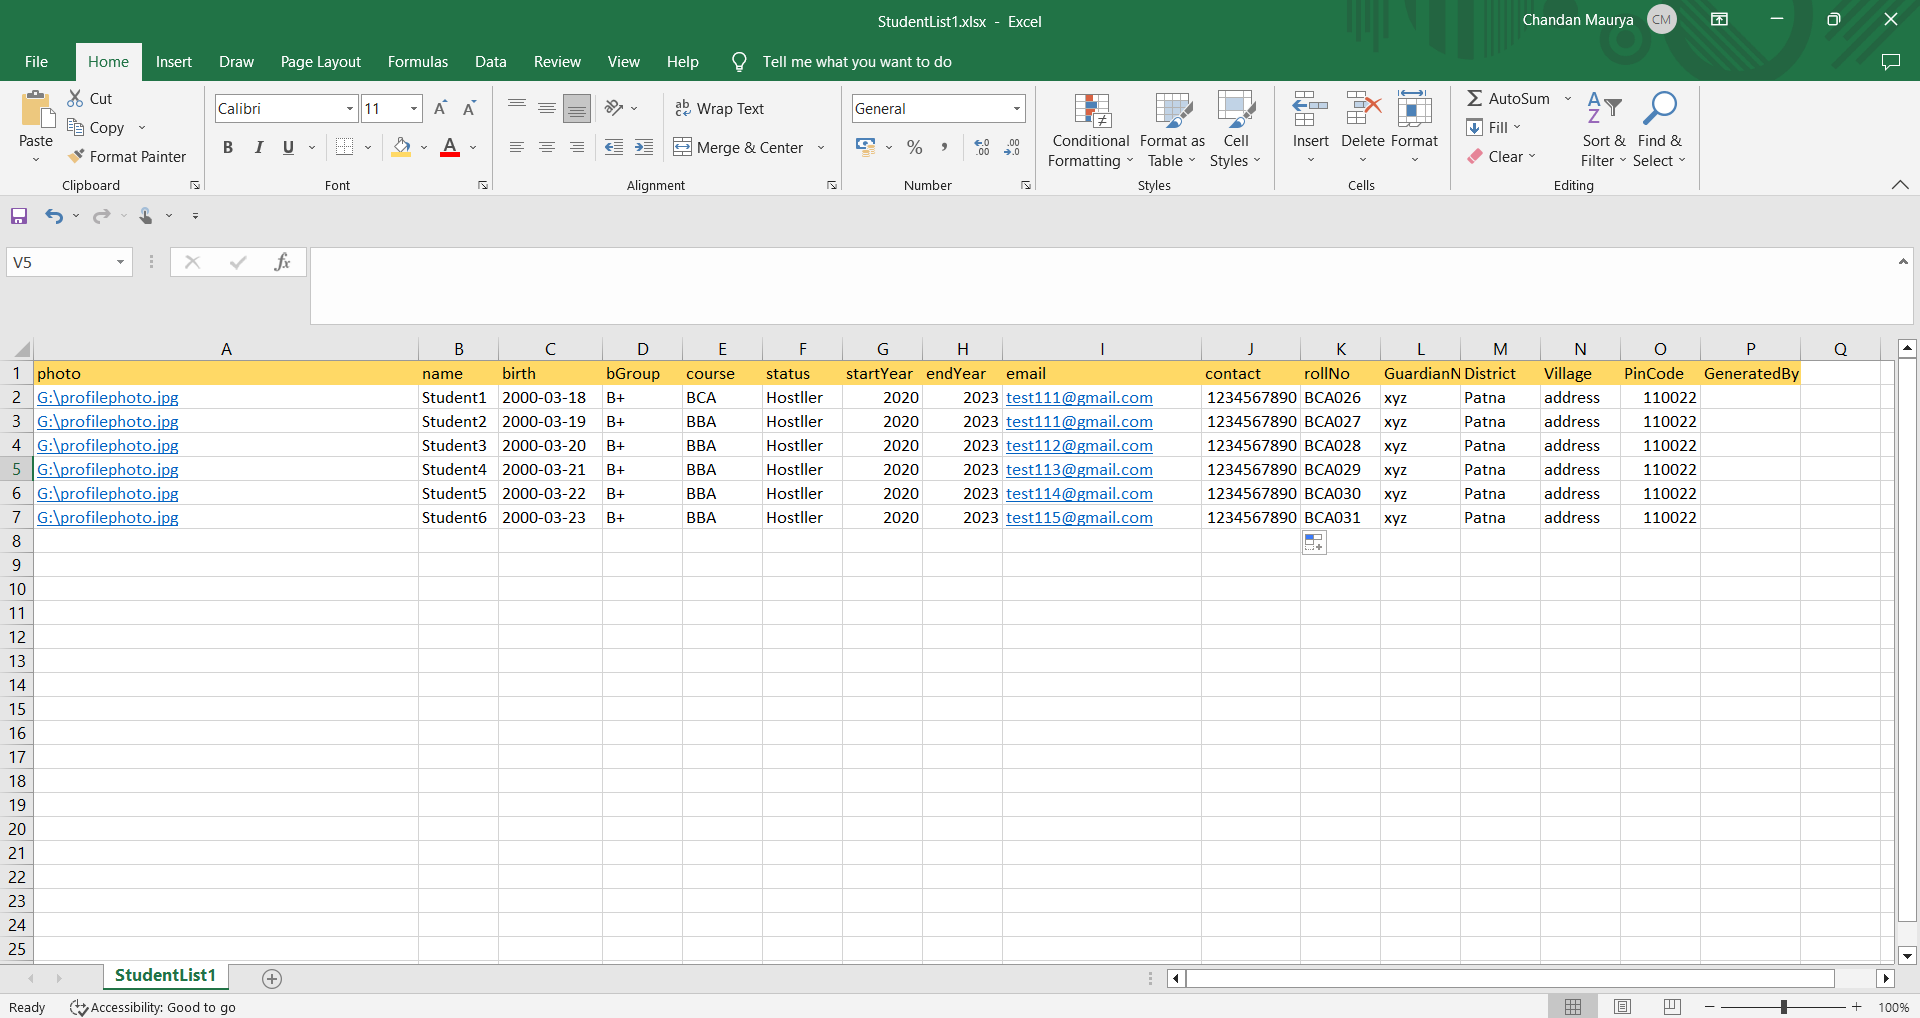 StudentList1.xlsx - Excel
Chandan Maurya CM
File Home Insert Draw Page Layout Formulas Data Review View Help Tell me what you want to do
Paste
Cut
Copy
Format Painter
Clipboard
Calibri 11
B I U A
Font
ab Wrap Text
Merge & Center
Alignment
General
% ,
Number
Conditional Formatting
Format as Table
Cell Styles
Styles
Insert
Delete
Format
Cells
AutoSum
Fill
Clear
Sort & Filter
Find & Select
Editing
V5
fx
A B C D E F G H I J K L M N O P Q
1 photo name birth bGroup course status startYear endYear email contact rollNo GuardianN District Village PinCode GeneratedBy
2 G:\profilephoto.jpg Student1 2000-03-18 B+ BCA Hostller 2020 2023 test111@gmail.com 1234567890 BCA026 xyz Patna address 110022
3 G:\profilephoto.jpg Student2 2000-03-19 B+ BBA Hostller 2020 2023 test111@gmail.com 1234567890 BCA027 xyz Patna address 110022
4 G:\profilephoto.jpg Student3 2000-03-20 B+ BBA Hostller 2020 2023 test112@gmail.com 1234567890 BCA028 xyz Patna address 110022
5 G:\profilephoto.jpg Student4 2000-03-21 B+ BBA Hostller 2020 2023 test113@gmail.com 1234567890 BCA029 xyz Patna address 110022
6 G:\profilephoto.jpg Student5 2000-03-22 B+ BBA Hostller 2020 2023 test114@gmail.com 1234567890 BCA030 xyz Patna address 110022
7 G:\profilephoto.jpg Student6 2000-03-23 B+ BBA Hostller 2020 2023 test115@gmail.com 1234567890 BCA031 xyz Patna address 110022
8
9
10
11
12
13
14
15
16
17
18
19
20
21
22
23
24
25
StudentList1
Ready Accessibility: Good to go 100%